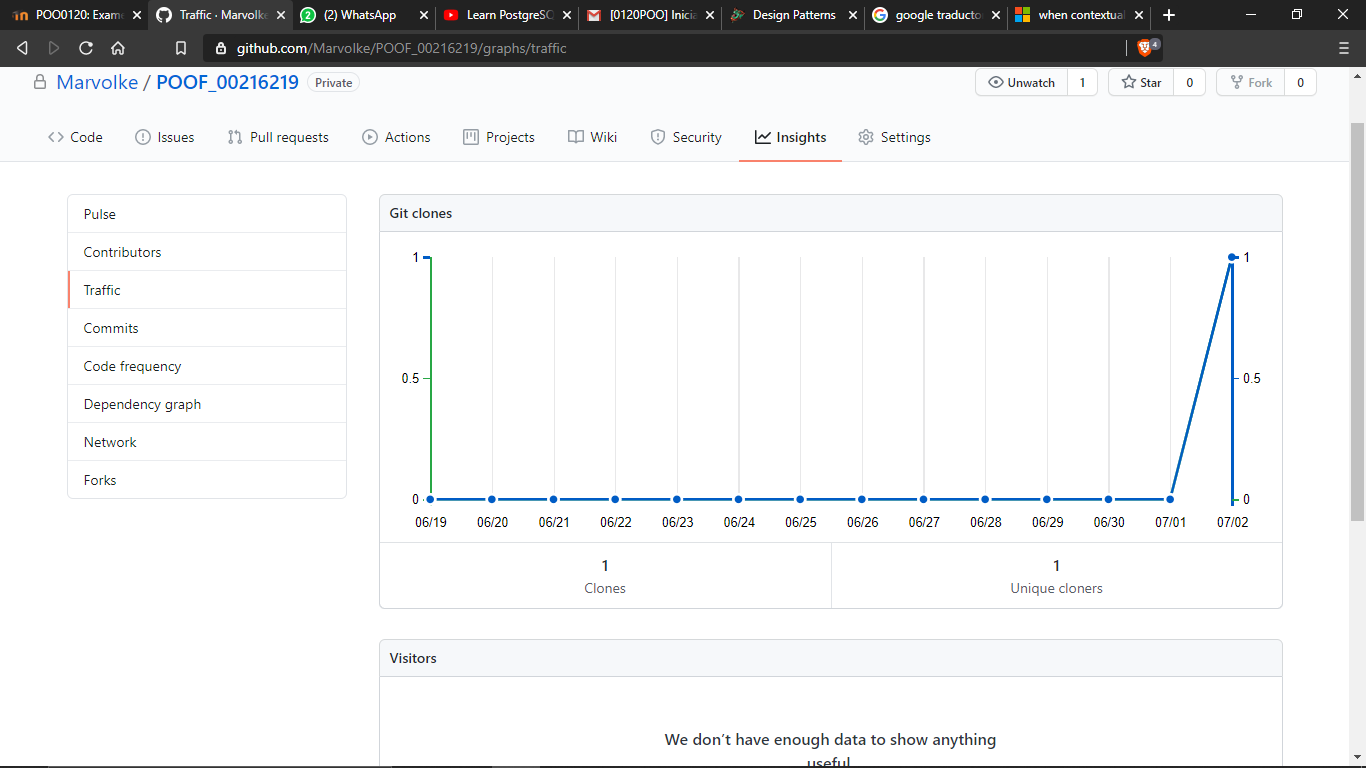 POO0120: Exame
Traffic · Marvolke
(2) WhatsApp
Learn PostgreSQ
[0120POO] Inicia
Design Patterns
google traducto
when contextual
github.com/Marvolke/POOF_00216219/graphs/traffic
4
Marvolke / POOF_00216219 Private
Unwatch 1
Star 0
Fork 0
Code
Issues
Pull requests
Actions
Projects
Wiki
Security
Insights
Settings
Pulse
Contributors
Traffic
Commits
Code frequency
Dependency graph
Network
Forks
Git clones
1 1
0.5 0.5
0 0
06/19 06/20 06/21 06/22 06/23 06/24 06/25 06/26 06/27 06/28 06/29 06/30 07/01 07/02
1
Clones
1
Unique cloners
Visitors
We don't have enough data to show anything
useful